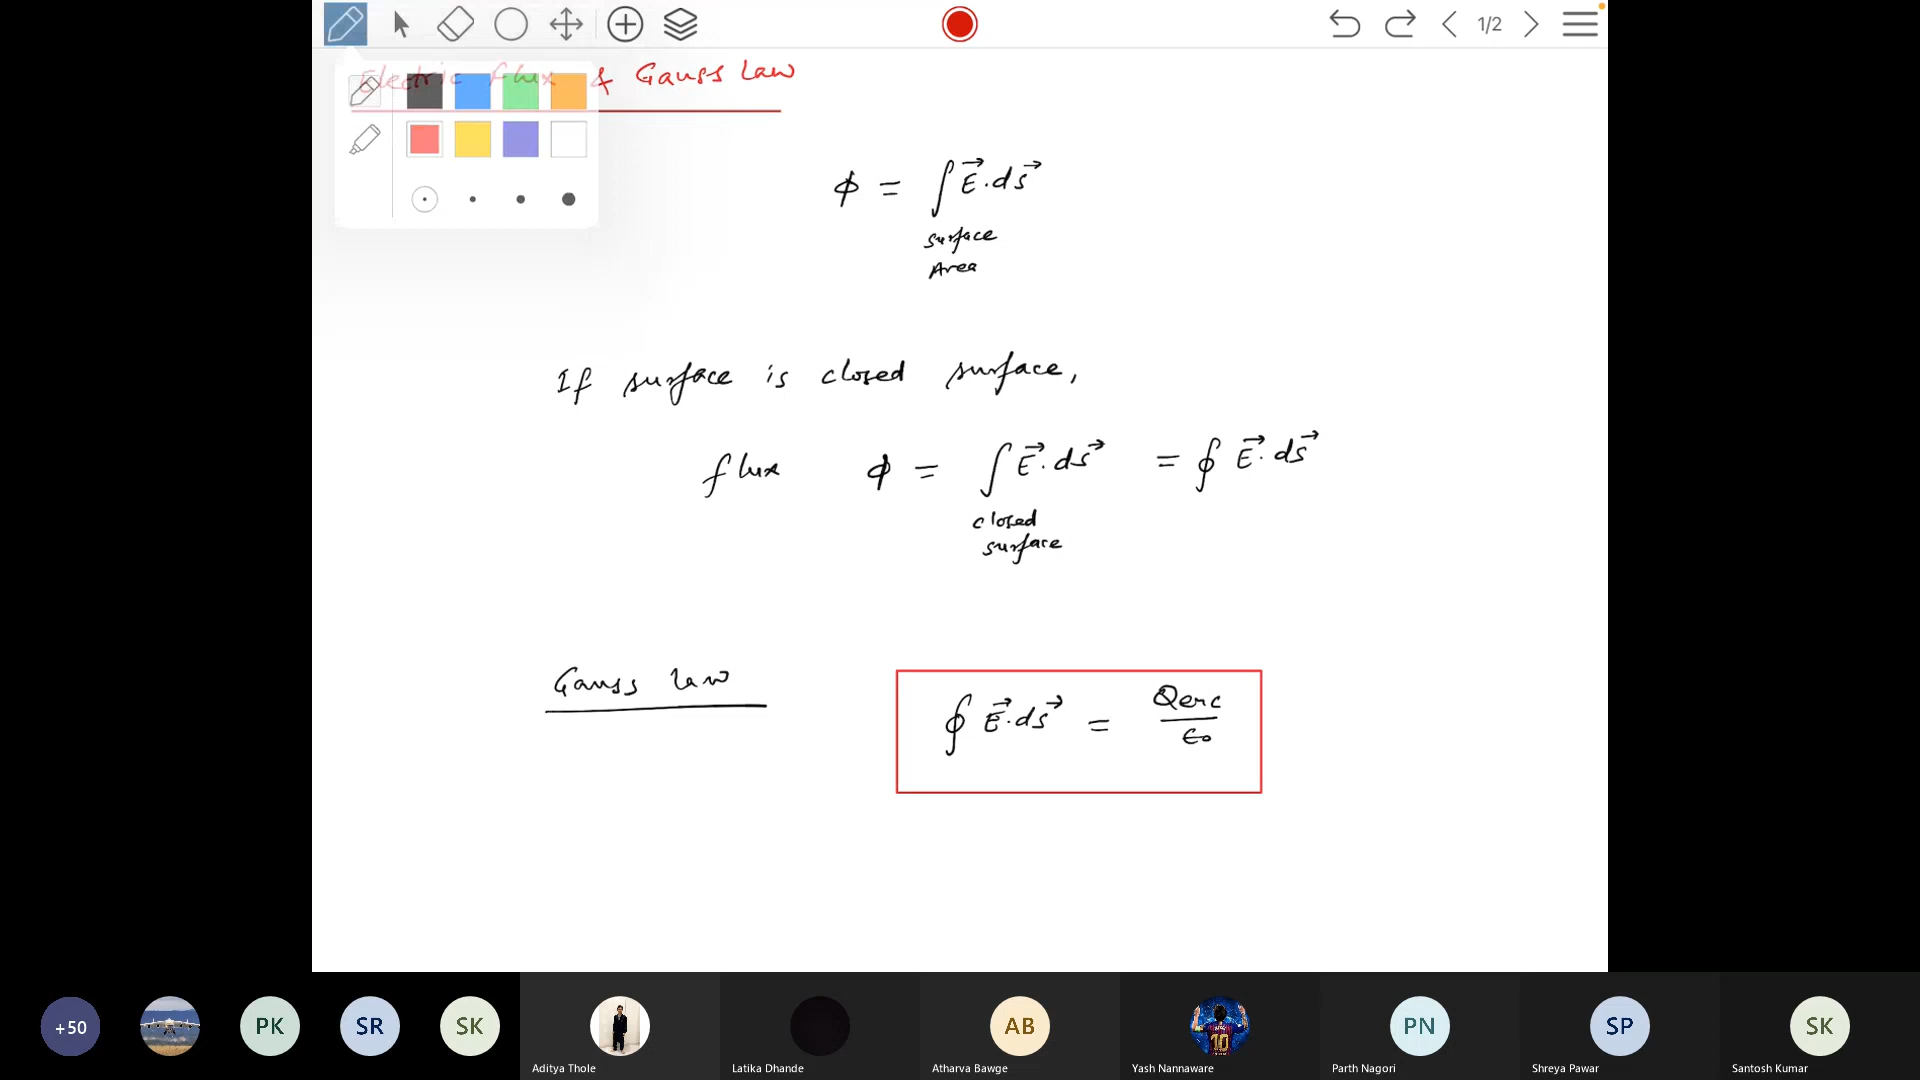 1/2
Electric flux & Gauss Law
ϕ = ∫ E⃗ . ds⃗
surface
Area
If surface is closed surface,
flux ϕ = ∫ E⃗ . ds⃗ = ∮ E⃗ . ds⃗
closed
surface
Gauss law
∮ E⃗ . ds⃗ = Qenc / ϵ0
+50
PK
SR
SK
AB
10
PN
SP
SK
Aditya Thole
Latika Dhande
Atharva Bawge
Yash Nannaware
Parth Nagori
Shreya Pawar
Santosh Kumar